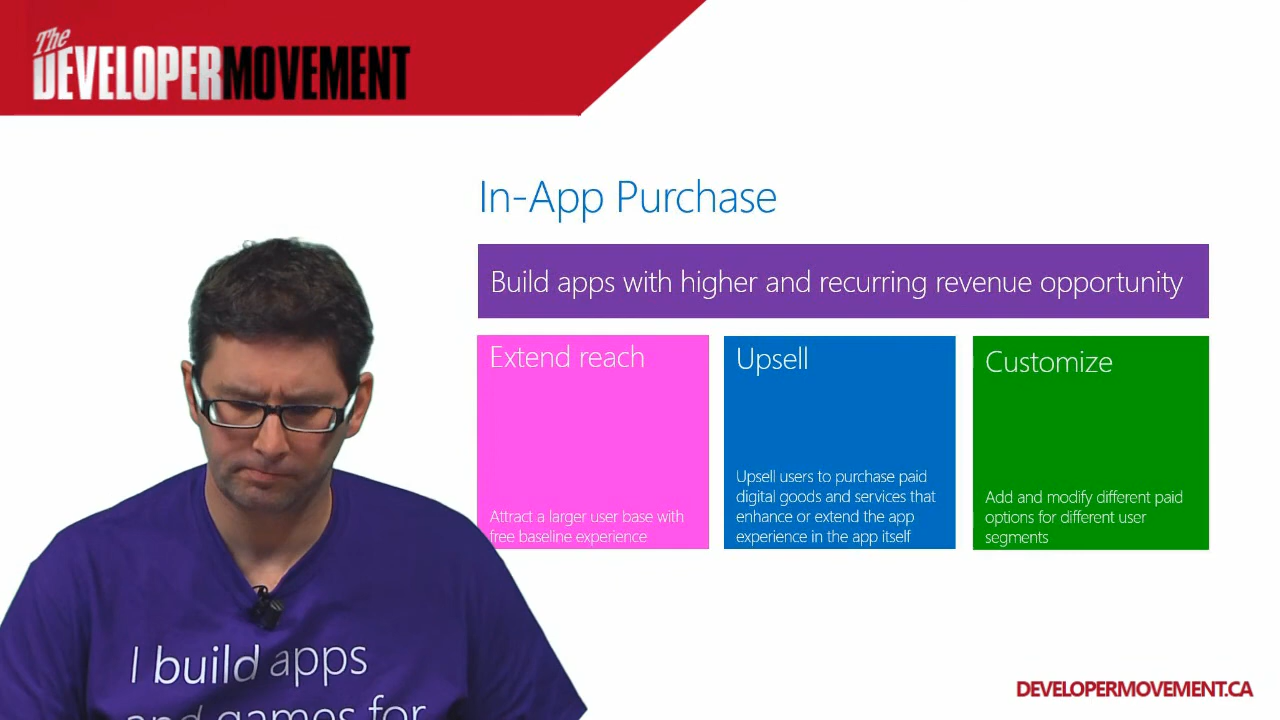 The
DEVELOPERMOVEMENT
In-App Purchase
Build apps with higher and recurring revenue opportunity
Extend reach
Attract a larger user base with
free baseline experience
Upsell
Upsell users to purchase paid
digital goods and services that
enhance or extend the app
experience in the app itself
Customize
Add and modify different paid
options for different user
segments
I build apps
and games for
DEVELOPERMOVEMENT.CA